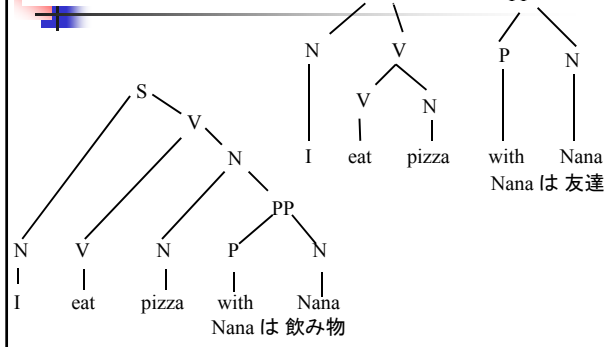 N V P N
V N
I eat pizza with Nana
Nana は 友達
S
V
N
PP
N V N P N
I eat pizza with Nana
Nana は 飲み物